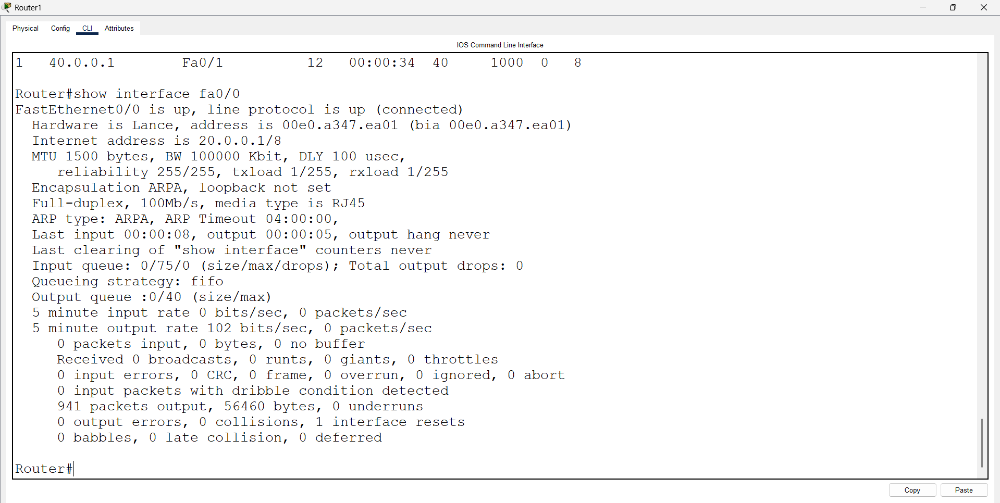 Router1
Physical Config CLI Attributes
IOS Command Line Interface
1 40.0.0.1 Fa0/1 12 00:00:34 40 1000 0 8
Router#show interface fa0/0
FastEthernet0/0 is up, line protocol is up (connected)
Hardware is Lance, address is 00e0.a347.ea01 (bia 00e0.a347.ea01)
Internet address is 20.0.0.1/8
MTU 1500 bytes, BW 100000 Kbit, DLY 100 usec,
reliability 255/255, txload 1/255, rxload 1/255
Encapsulation ARPA, loopback not set
Full-duplex, 100Mb/s, media type is RJ45
ARP type: ARPA, ARP Timeout 04:00:00,
Last input 00:00:08, output 00:00:05, output hang never
Last clearing of "show interface" counters never
Input queue: 0/75/0 (size/max/drops); Total output drops: 0
Queueing strategy: fifo
Output queue :0/40 (size/max)
5 minute input rate 0 bits/sec, 0 packets/sec
5 minute output rate 102 bits/sec, 0 packets/sec
0 packets input, 0 bytes, 0 no buffer
Received 0 broadcasts, 0 runts, 0 giants, 0 throttles
0 input errors, 0 CRC, 0 frame, 0 overrun, 0 ignored, 0 abort
0 input packets with dribble condition detected
941 packets output, 56460 bytes, 0 underruns
0 output errors, 0 collisions, 1 interface resets
0 babbles, 0 late collision, 0 deferred
Router#
Copy Paste